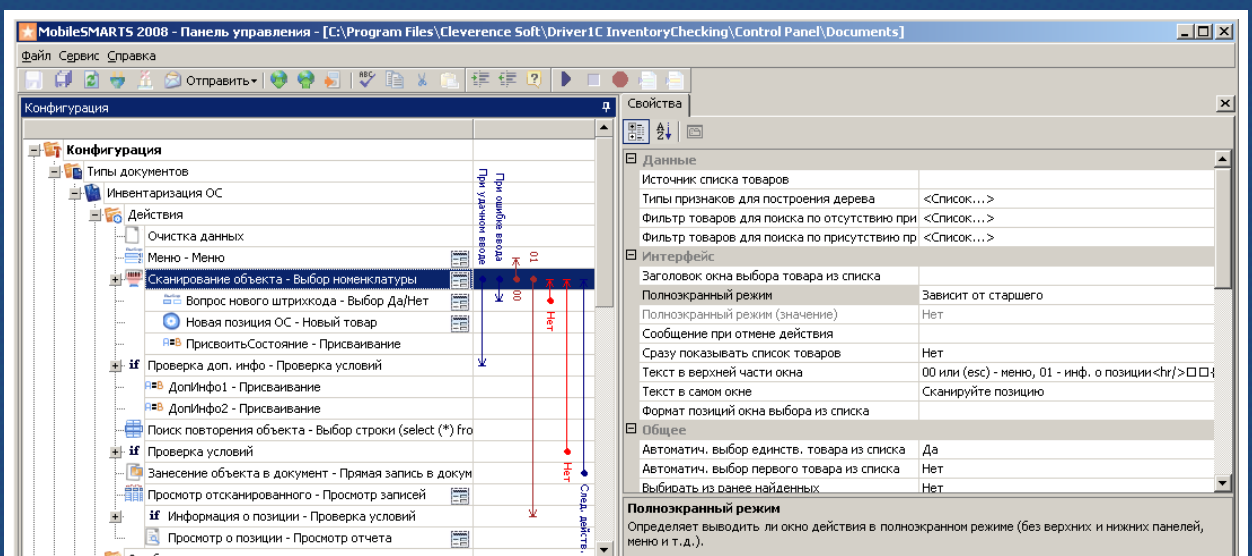 MobileSMARTS 2008 - Панель управления - [C:\Program Files\Cleverence Soft\Driver1C InventoryChecking\Control Panel\Documents]
Файл Сервис Справка
Отправить
Конфигурация
Конфигурация
Типы документов
Инвентаризация ОС
Действия
Очистка данных
Меню - Меню
Сканирование объекта - Выбор номенклатуры
Вопрос нового штрихкода - Выбор Да/Нет
Новая позиция ОС - Новый товар
ПрисвоитьСостояние - Присваивание
if Проверка доп. инфо - Проверка условий
ДопИнфо1 - Присваивание
ДопИнфо2 - Присваивание
Поиск повторения объекта - Выбор строки (select (*) fro
if Проверка условий
Занесение объекта в документ - Прямая запись в докум
Просмотр отсканированного - Просмотр записей
if Информация о позиции - Проверка условий
Просмотр о позиции - Просмотр отчета
При удачном вводе
При ошибке ввода
00
01
Нет
Нет
След. действ.
Свойства
Данные
Источник списка товаров
Типы признаков для построения дерева <Список...>
Фильтр товаров для поиска по отсутствию при <Список...>
Фильтр товаров для поиска по присутствию пр <Список...>
Интерфейс
Заголовок окна выбора товара из списка
Полноэкранный режим Зависит от старшего
Полноэкранный режим (значение) Нет
Сообщение при отмене действия
Сразу показывать список товаров Нет
Текст в верхней части окна 00 или (esc) - меню, 01 - инф. о позиции<hr/>□□{
Текст в самом окне Сканируйте позицию
Формат позиций окна выбора из списка
Общее
Автоматич. выбор единств. товара из списка Да
Автоматич. выбор первого товара из списка Нет
Выбирать из ранее найденных Нет
Полноэкранный режим
Определяет выводить ли окно действия в полноэкранном режиме (без верхних и нижних панелей,
меню и т.д.).